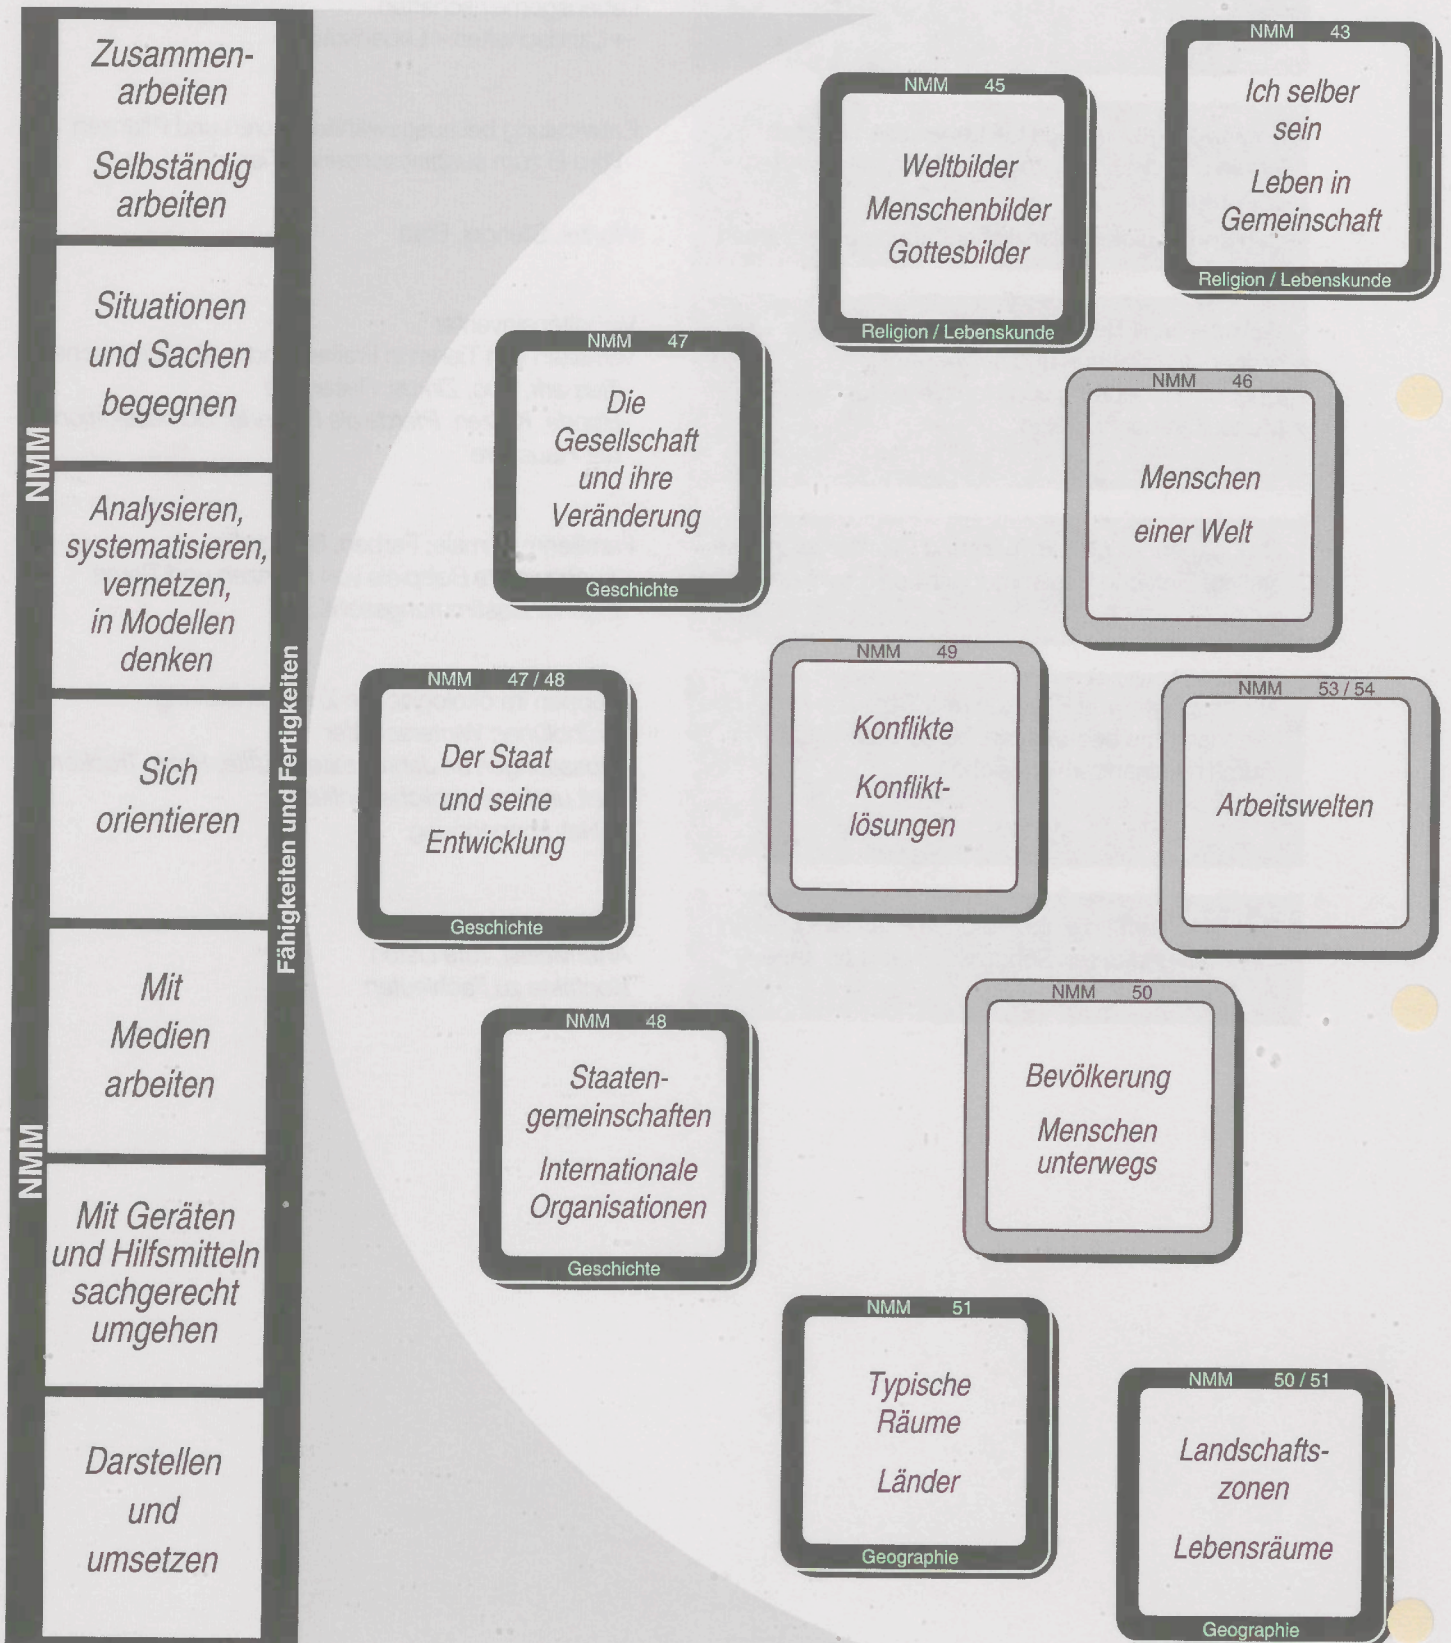 Zusammen-
arbeiten
Selbständig
arbeiten
Situationen
und Sachen
begegnen
Analysieren,
systematisieren,
vernetzen,
in Modellen
denken
Sich
orientieren
Mit
Medien
arbeiten
Mit Geräten
und Hilfsmitteln
sachgerecht
umgehen
Darstellen
und
umsetzen
NMM
NMM
Fähigkeiten und Fertigkeiten
NMM 43
Ich selber
sein
Leben in
Gemeinschaft
Religion / Lebenskunde
NMM 45
Weltbilder
Menschenbilder
Gottesbilder
Religion / Lebenskunde
NMM 47
Die
Gesellschaft
und ihre
Veränderung
Geschichte
NMM 46
Menschen
einer Welt
NMM 47 / 48
Der Staat
und seine
Entwicklung
Geschichte
NMM 49
Konflikte
Konflikt-
lösungen
NMM 53 / 54
Arbeitswelten
NMM 48
Staaten-
gemeinschaften
Internationale
Organisationen
Geschichte
NMM 50
Bevölkerung
Menschen
unterwegs
NMM 51
Typische
Räume
Länder
Geographie
NMM 50 / 51
Landschafts-
zonen
Lebensräume
Geographie